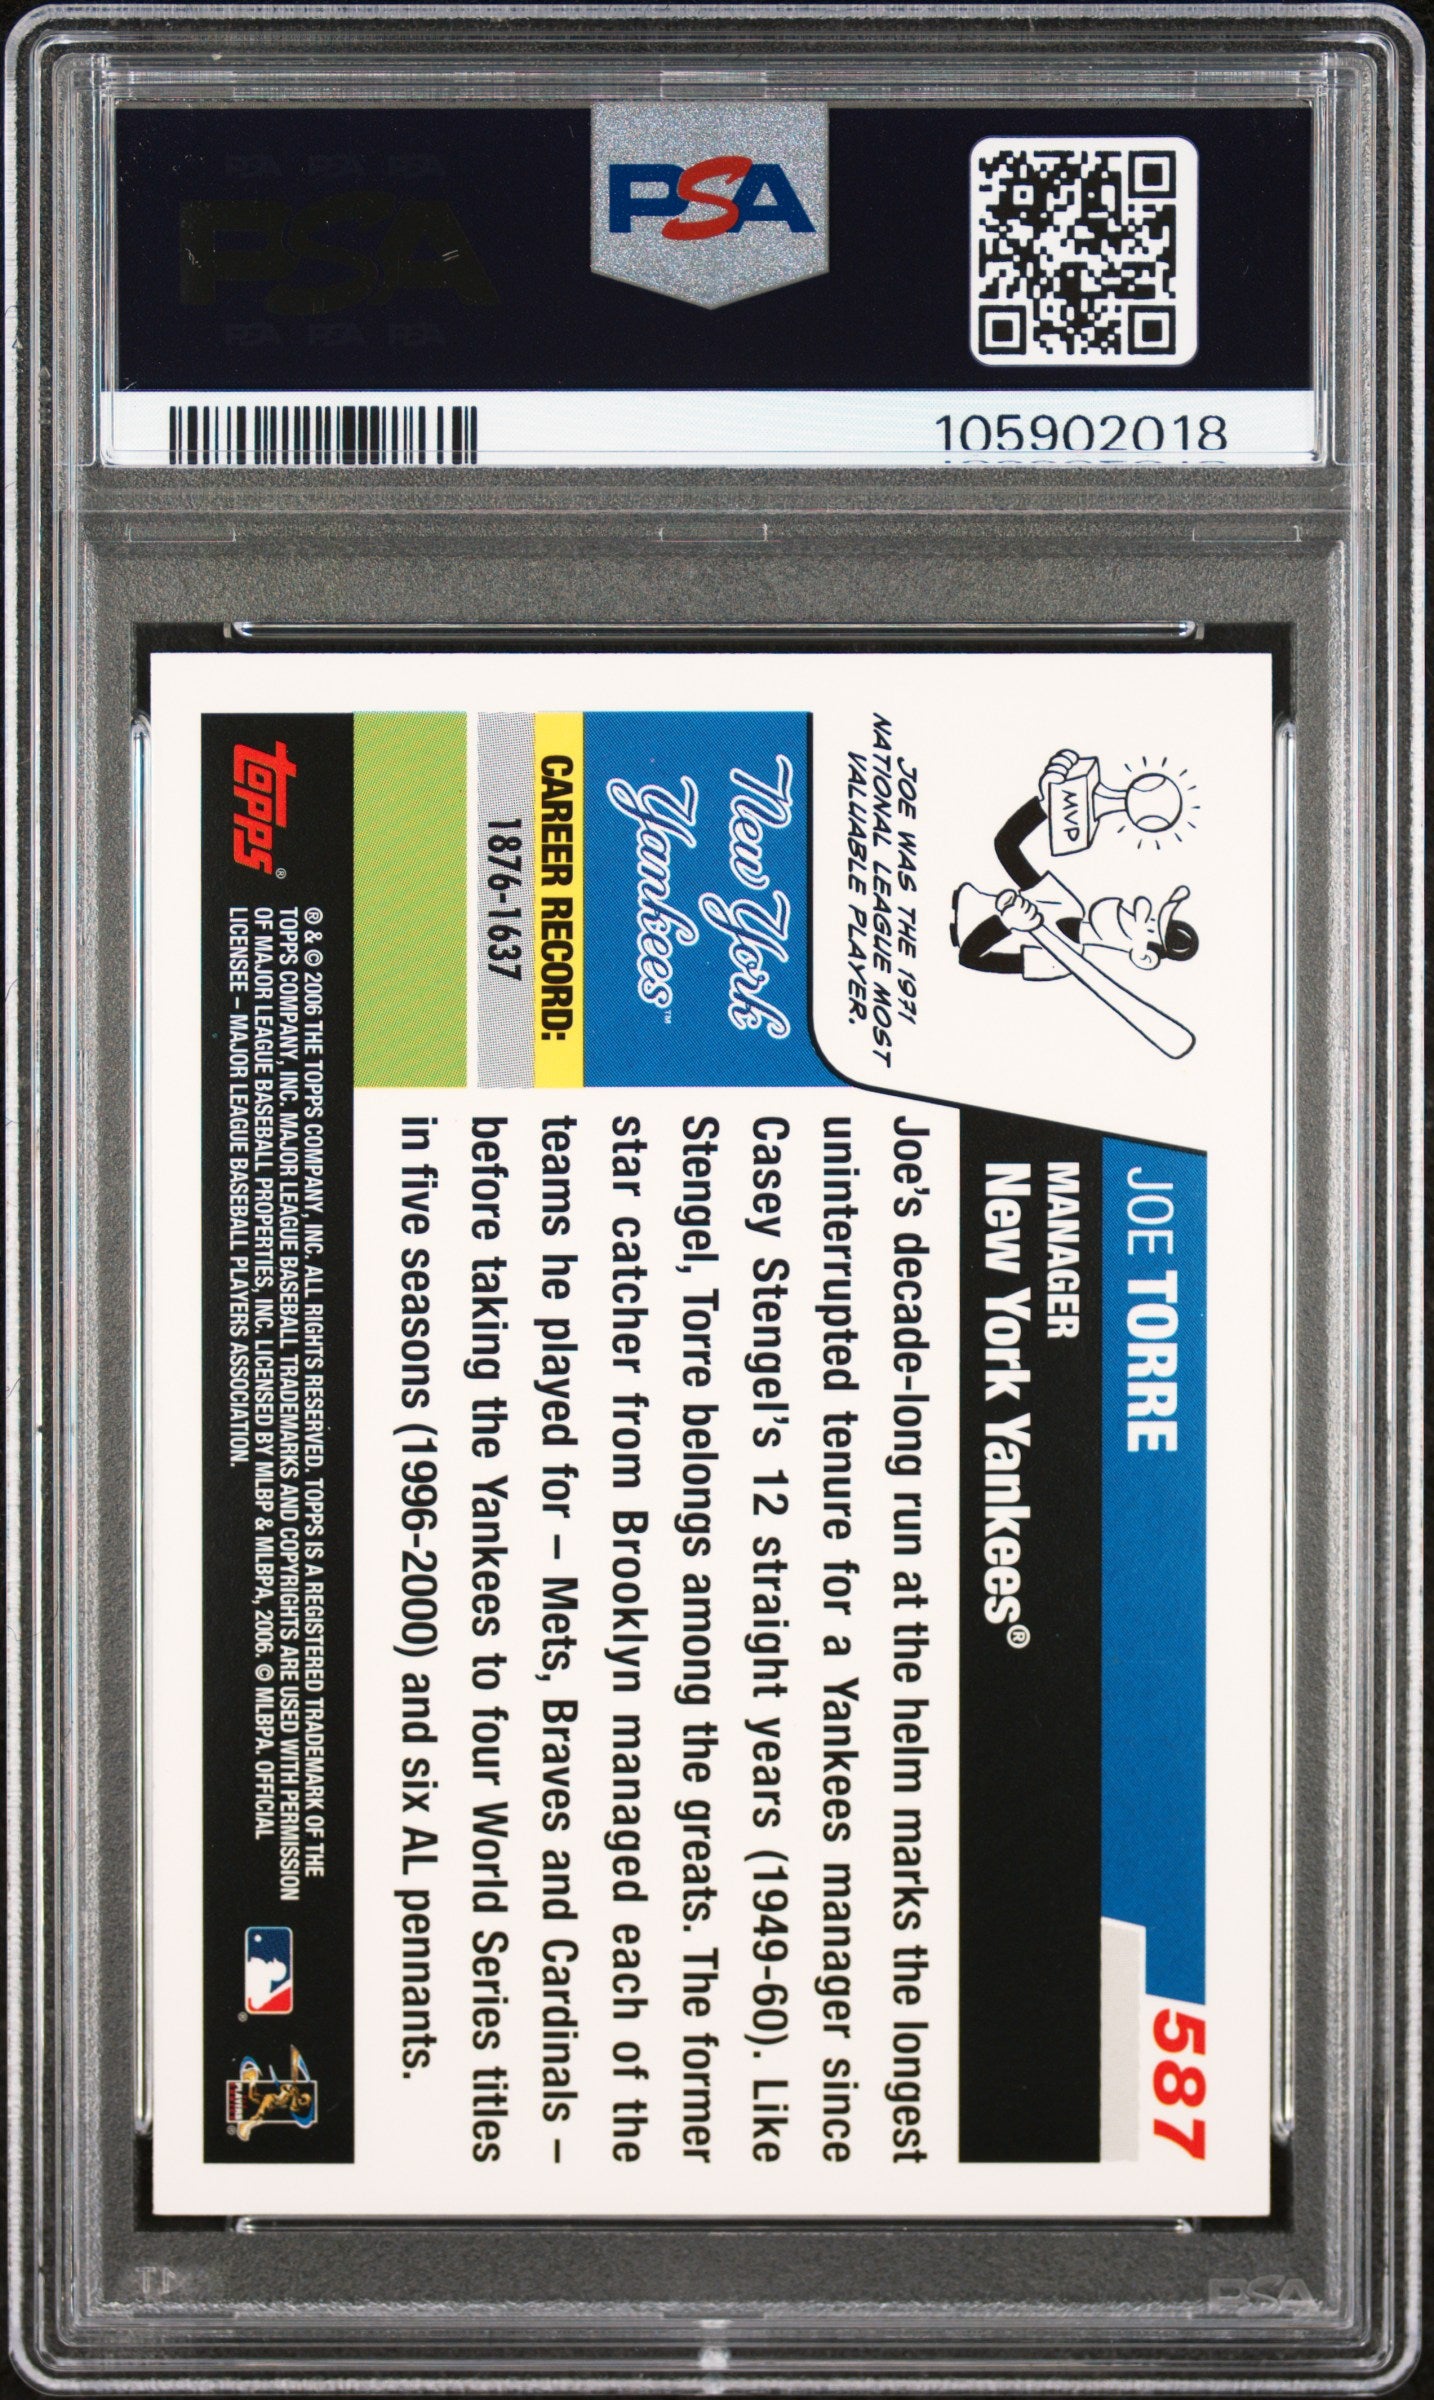 PSA
105902018
587
JOE TORRE
MANAGER
New York Yankees®
MVP
JOE WAS THE 1971
NATIONAL LEAGUE MOST
VALUABLE PLAYER.
New York
Yankees™
CAREER RECORD:
1876-1637
Joe's decade-long run at the helm marks the longest
uninterrupted tenure for a Yankees manager since
Casey Stengel's 12 straight years (1949-60). Like
Stengel, Torre belongs among the greats. The former
star catcher from Brooklyn managed each of the
teams he played for – Mets, Braves and Cardinals –
before taking the Yankees to four World Series titles
in five seasons (1996-2000) and six AL pennants.
topps®
® & © 2006 THE TOPPS COMPANY, INC. ALL RIGHTS RESERVED. TOPPS IS A REGISTERED TRADEMARK OF THE
TOPPS COMPANY, INC. MAJOR LEAGUE BASEBALL TRADEMARKS AND COPYRIGHTS ARE USED WITH PERMISSION
OF MAJOR LEAGUE BASEBALL PROPERTIES, INC. LICENSED BY MLBP & MLBPA, 2006. © MLBPA. OFFICIAL
LICENSEE – MAJOR LEAGUE BASEBALL PLAYERS ASSOCIATION.
PSA